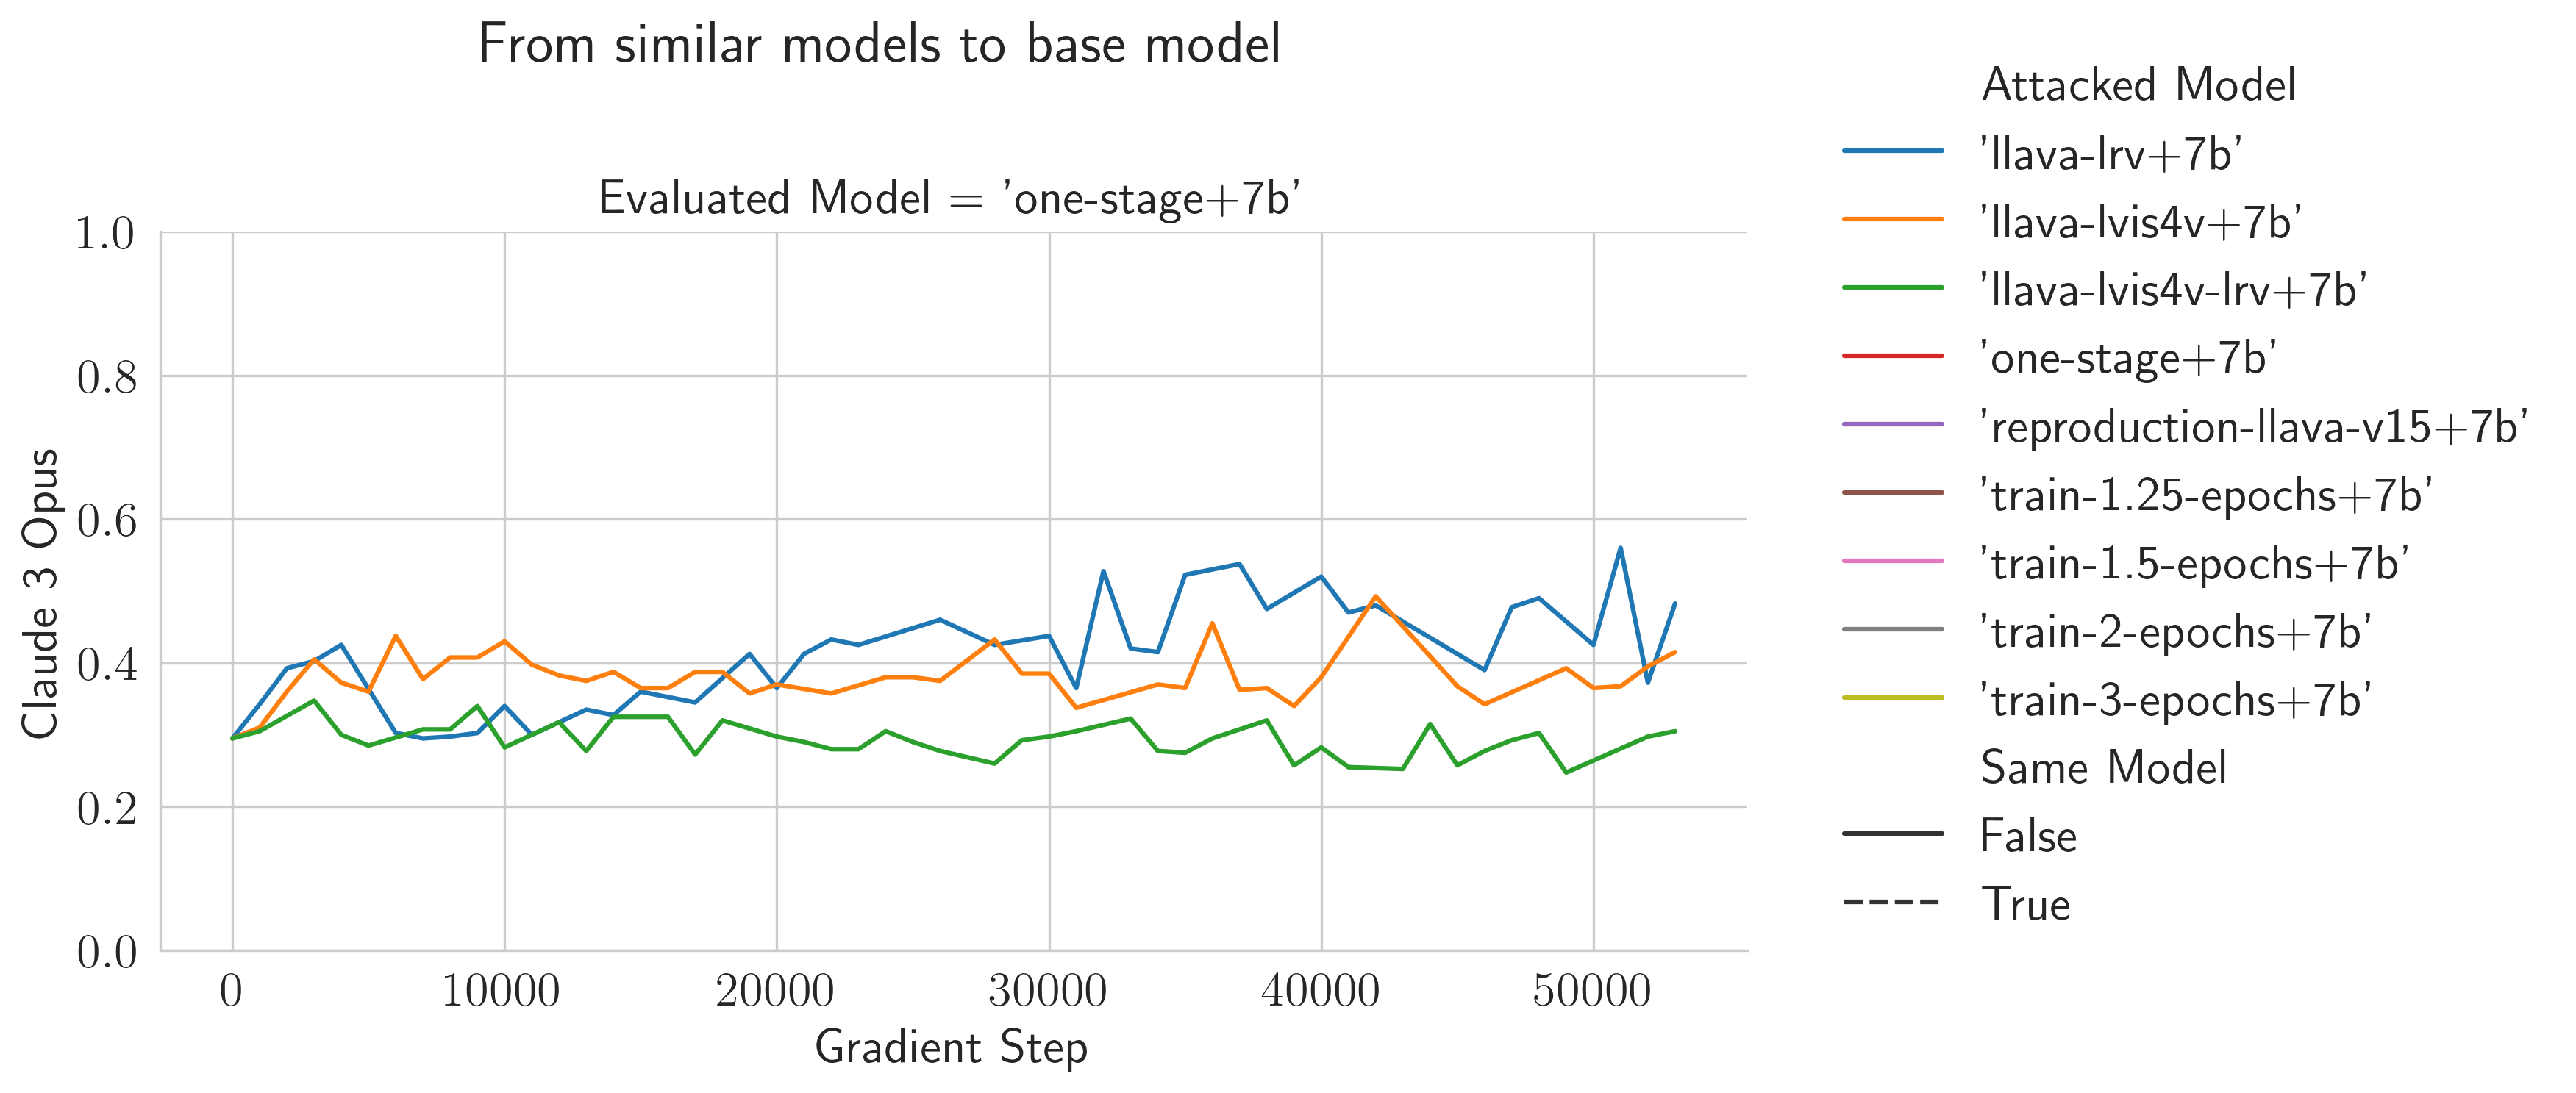 From similar models to base model
Evaluated Model = 'one-stage+7b'
1.0
0.8
0.6
0.4
0.2
0.0
Claude 3 Opus
0 10000 20000 30000 40000 50000
Gradient Step
Attacked Model
'llava-lrv+7b'
'llava-lvis4v+7b'
'llava-lvis4v-lrv+7b'
'one-stage+7b'
'reproduction-llava-v15+7b'
'train-1.25-epochs+7b'
'train-1.5-epochs+7b'
'train-2-epochs+7b'
'train-3-epochs+7b'
Same Model
False
True